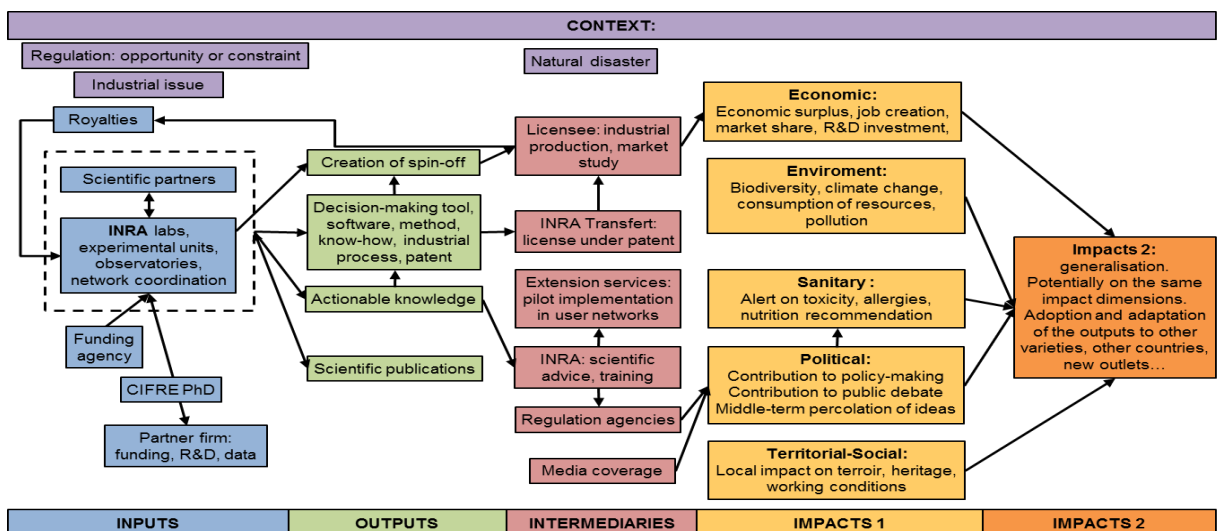 CONTEXT:
Regulation: opportunity or constraint
Industrial issue
Natural disaster
Royalties
Scientific partners
INRA labs,
experimental units,
observatories,
network coordination
Funding
agency
CIFRE PhD
Partner firm:
funding, R&D, data
Creation of spin-off
Decision-making tool,
software, method,
know-how, industrial
process, patent
Actionable knowledge
Scientific publications
Licensee: industrial
production, market
study
INRA Transfert:
license under patent
Extension services:
pilot implementation
in user networks
INRA: scientific
advice, training
Regulation agencies
Media coverage
Economic:
Economic surplus, job creation,
market share, R&D investment,
Enviroment:
Biodiversity, climate change,
consumption of resources,
pollution
Sanitary :
Alert on toxicity, allergies,
nutrition recommendation
Political:
Contribution to policy-making
Contribution to public debate
Middle-term percolation of ideas
Territorial-Social:
Local impact on terroir, heritage,
working conditions
Impacts 2:
generalisation.
Potentially on the same
impact dimensions.
Adoption and adaptation
of the outputs to other
varieties, other countries,
new outlets…
INPUTS
OUTPUTS
INTERMEDIARIES
IMPACTS 1
IMPACTS 2